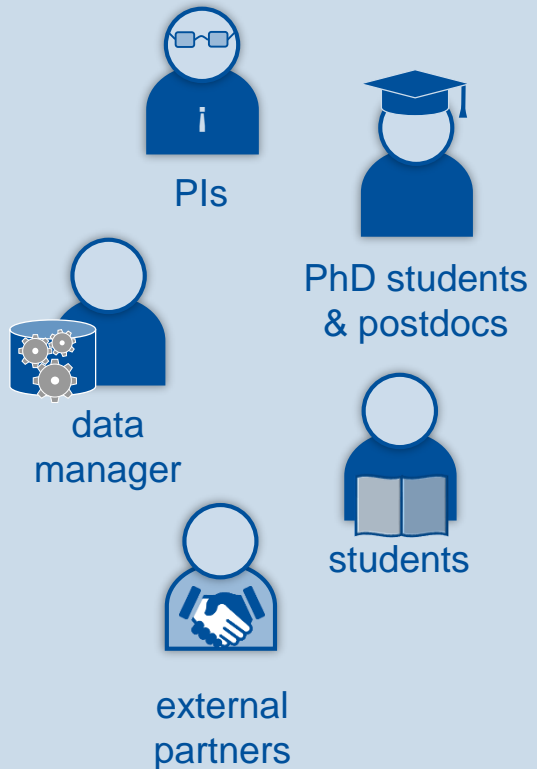 PIs
PhD students
& postdocs
data
manager
students
external
partners